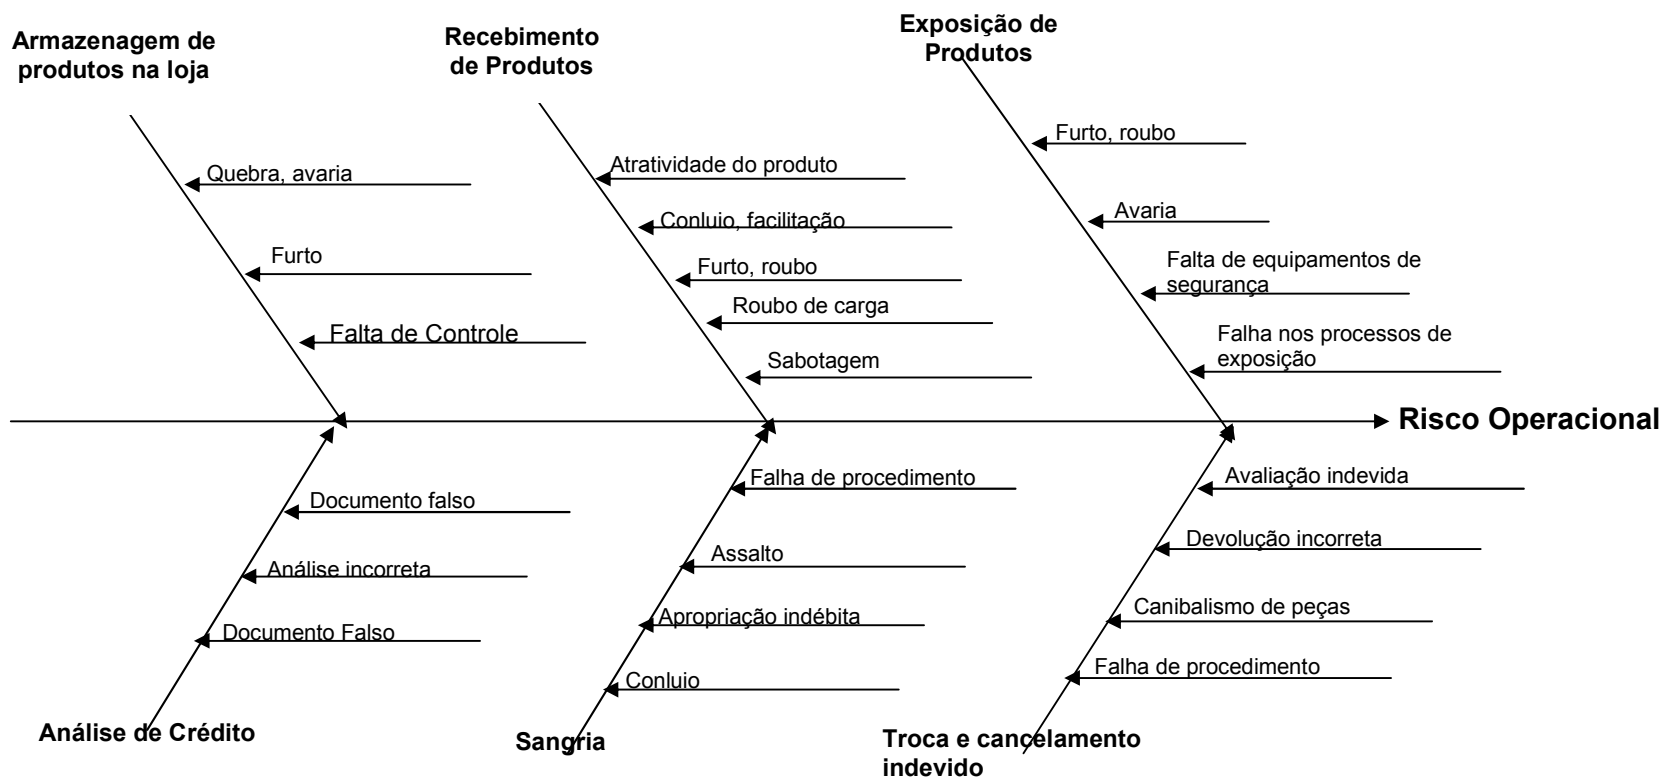 Armazenagem de
produtos na loja
Quebra, avaria
Furto
Falta de Controle
Recebimento
de Produtos
Atratividade do produto
Conluio, facilitação
Furto, roubo
Roubo de carga
Sabotagem
Exposição de
Produtos
Furto, roubo
Avaria
Falta de equipamentos de
segurança
Falha nos processos de
exposição
Risco Operacional
Documento falso
Análise incorreta
Documento Falso
Análise de Crédito
Falha de procedimento
Assalto
Apropriação indébita
Conluio
Sangria
Avaliação indevida
Devolução incorreta
Canibalismo de peças
Falha de procedimento
Troca e cancelamento
indevido